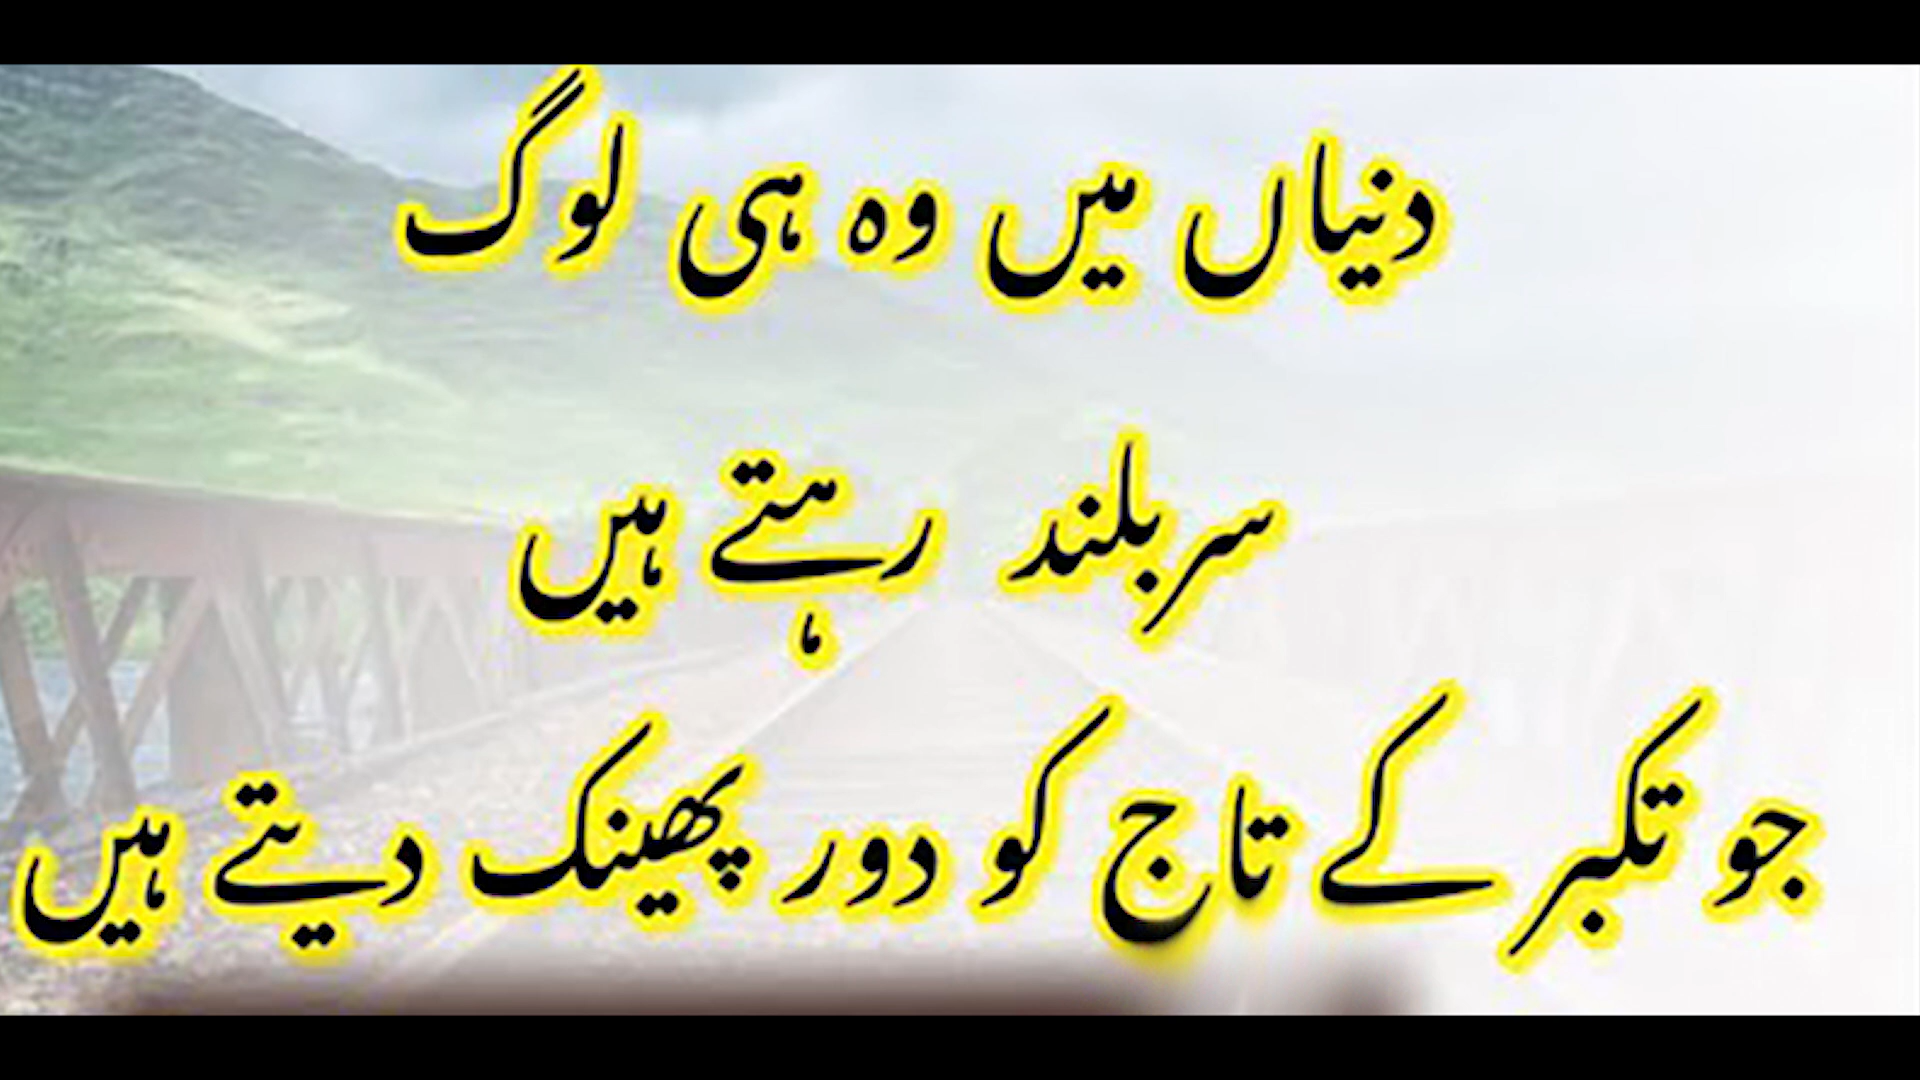 دنیاں میں وہ ہی لوگ
سربلند رہتے ہیں
جو تکبر کے تاج کو دور پھینک دیتے ہیں